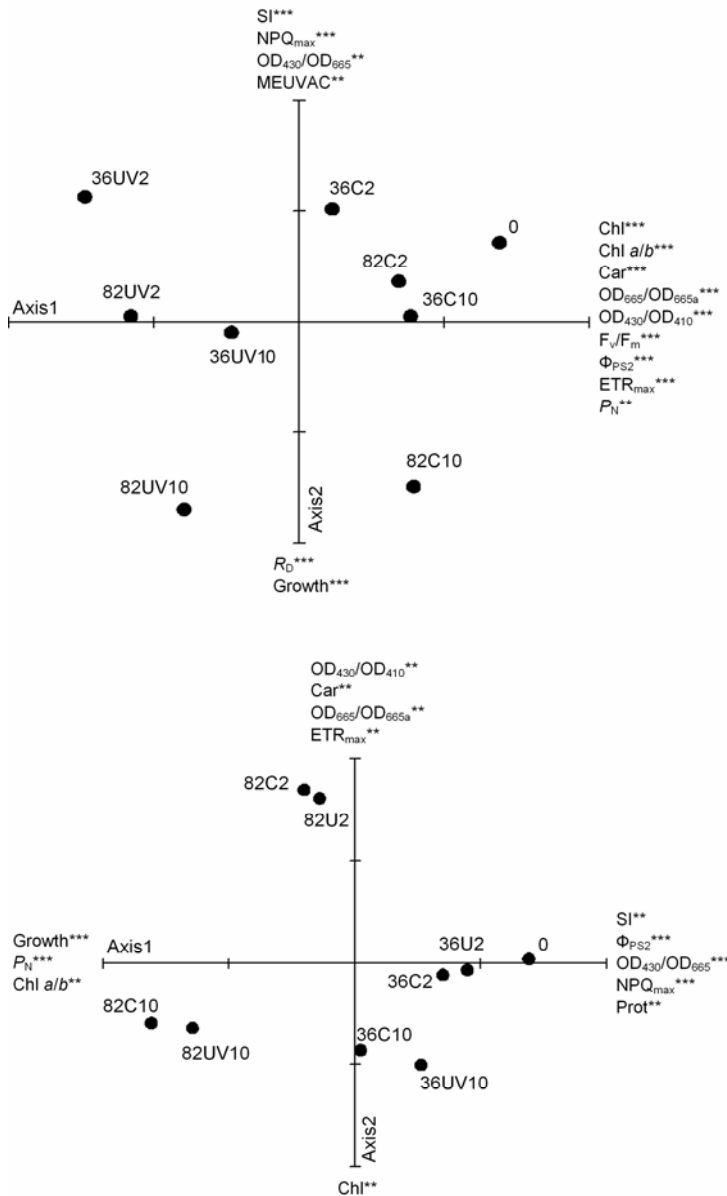 SI***
NPQmax***
OD430/OD665**
MEUVAC**
36UV2
36C2
0
82C2
Chl***
Chl a/b***
Car***
OD665/OD665a***
OD430/OD410***
Fv/Fm***
ΦPS2***
ETRmax***
PN**
Axis1
82UV2
36C10
36UV10
82UV10
82C10
Axis2
RD***
Growth***
OD430/OD410**
Car**
OD665/OD665a**
ETRmax**
82C2
82U2
Growth***
PN***
Chl a/b**
Axis1
36U2
0
36C2
SI**
ΦPS2***
OD430/OD665***
NPQmax***
Prot**
82C10
82UV10
36C10
36UV10
Axis2
Chl**